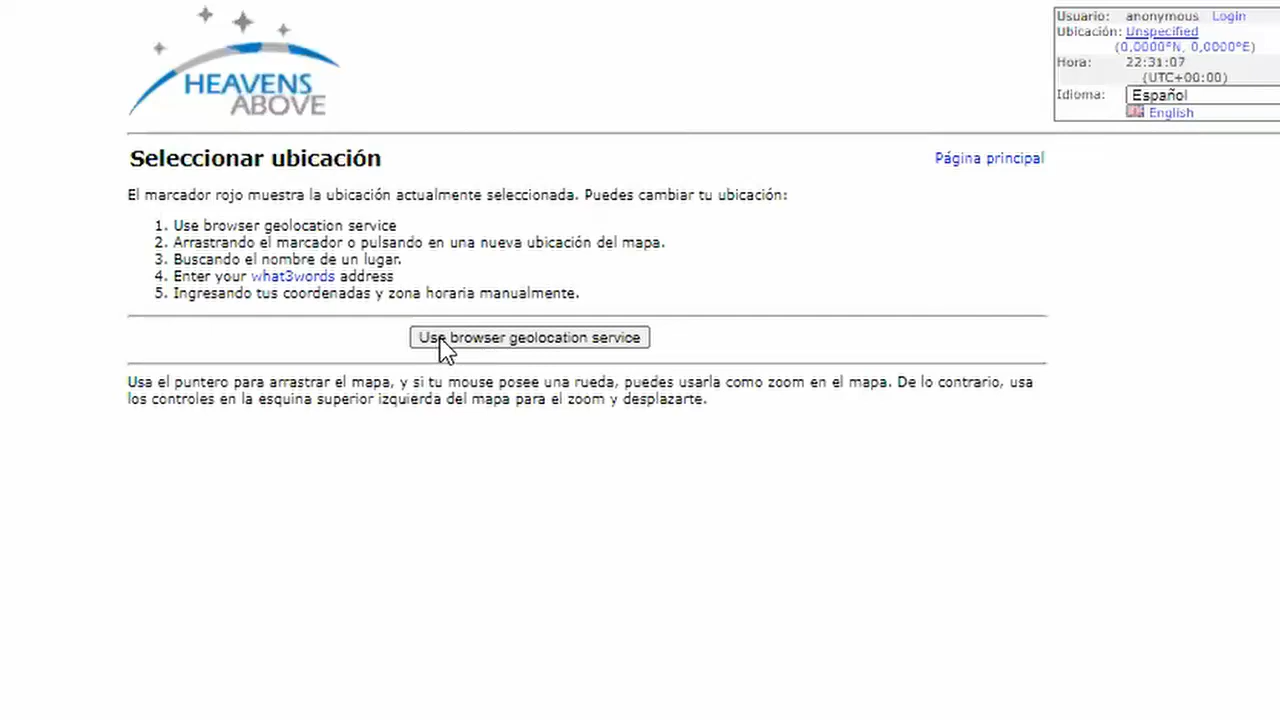 HEAVENS
ABOVE
Usuario: anonymous Login
Ubicación: Unspecified
(0,0000°N, 0,0000°E)
Hora: 22:31:07
(UTC+00:00)
Idioma: Español
English
Seleccionar ubicación
Página principal
El marcador rojo muestra la ubicación actualmente seleccionada. Puedes cambiar tu ubicación:
1. Use browser geolocation service
2. Arrastrando el marcador o pulsando en una nueva ubicación del mapa.
3. Buscando el nombre de un lugar.
4. Enter your what3words address
5. Ingresando tus coordenadas y zona horaria manualmente.
Use browser geolocation service
Usa el puntero para arrastrar el mapa, y si tu mouse posee una rueda, puedes usarla como zoom en el mapa. De lo contrario, usa
los controles en la esquina superior izquierda del mapa para el zoom y desplazarte.